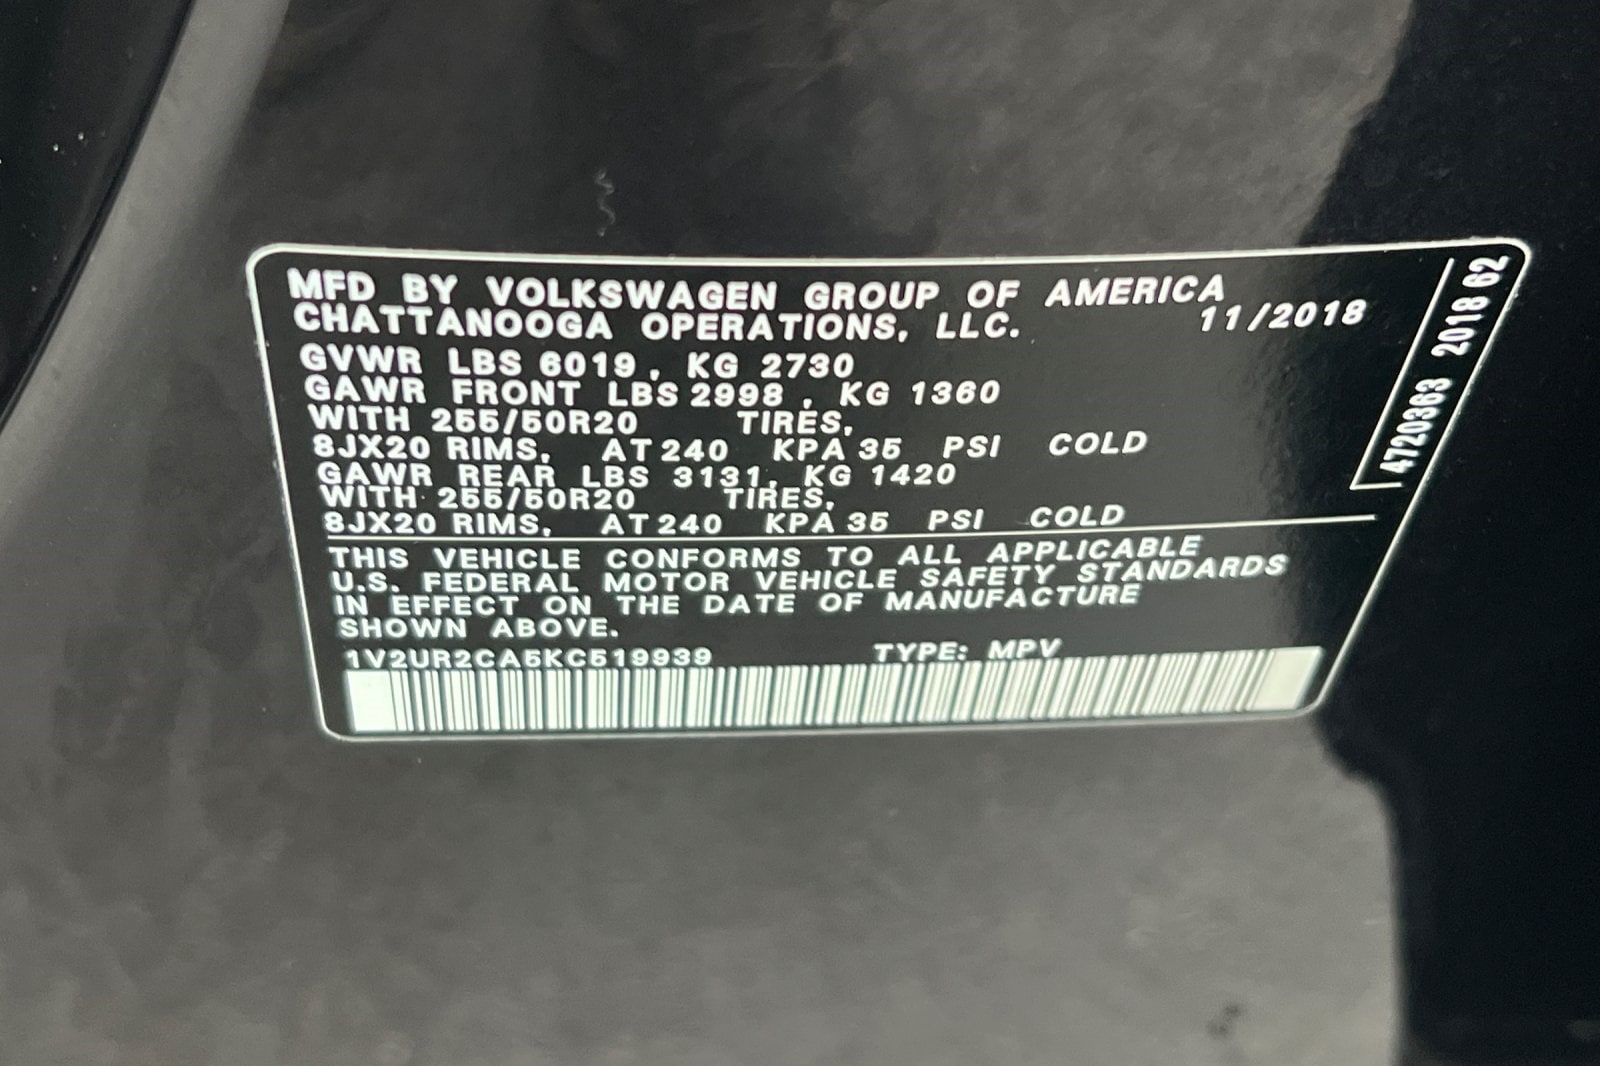 MFD BY VOLKSWAGEN GROUP OF AMERICA
CHATTANOOGA OPERATIONS, LLC. 11/2018
GVWR LBS 6019, KG 2730
GAWR FRONT LBS 2998, KG 1360
WITH 255/50R20 TIRES,
8JX20 RIMS, AT 240 KPA 35 PSI COLD
GAWR REAR LBS 3131, KG 1420
WITH 255/50R20 TIRES,
8JX20 RIMS, AT 240 KPA 35 PSI COLD
THIS VEHICLE CONFORMS TO ALL APPLICABLE
U.S. FEDERAL MOTOR VEHICLE SAFETY STANDARDS
IN EFFECT ON THE DATE OF MANUFACTURE
SHOWN ABOVE.
1V2UR2CA5KC519939 TYPE: MPV
4720363 2018 62